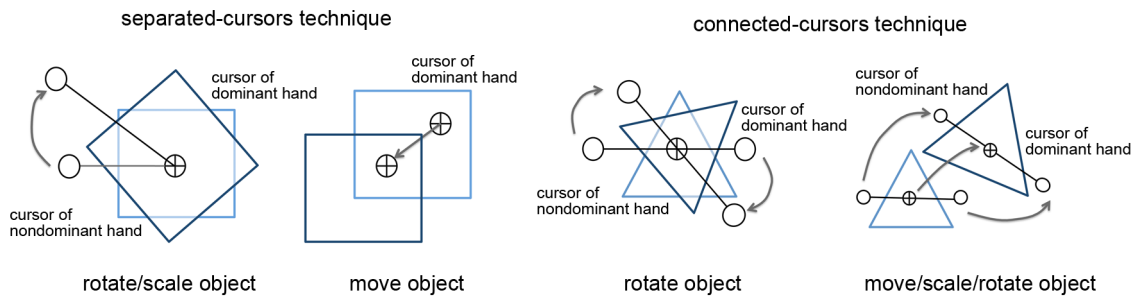 separated-cursors technique
cursor of
dominant hand
cursor of
nondominant hand
rotate/scale object
cursor of
dominant hand
move object
connected-cursors technique
cursor of
dominant hand
cursor of
nondominant hand
rotate object
cursor of
nondominant hand
cursor of
dominant hand
move/scale/rotate object